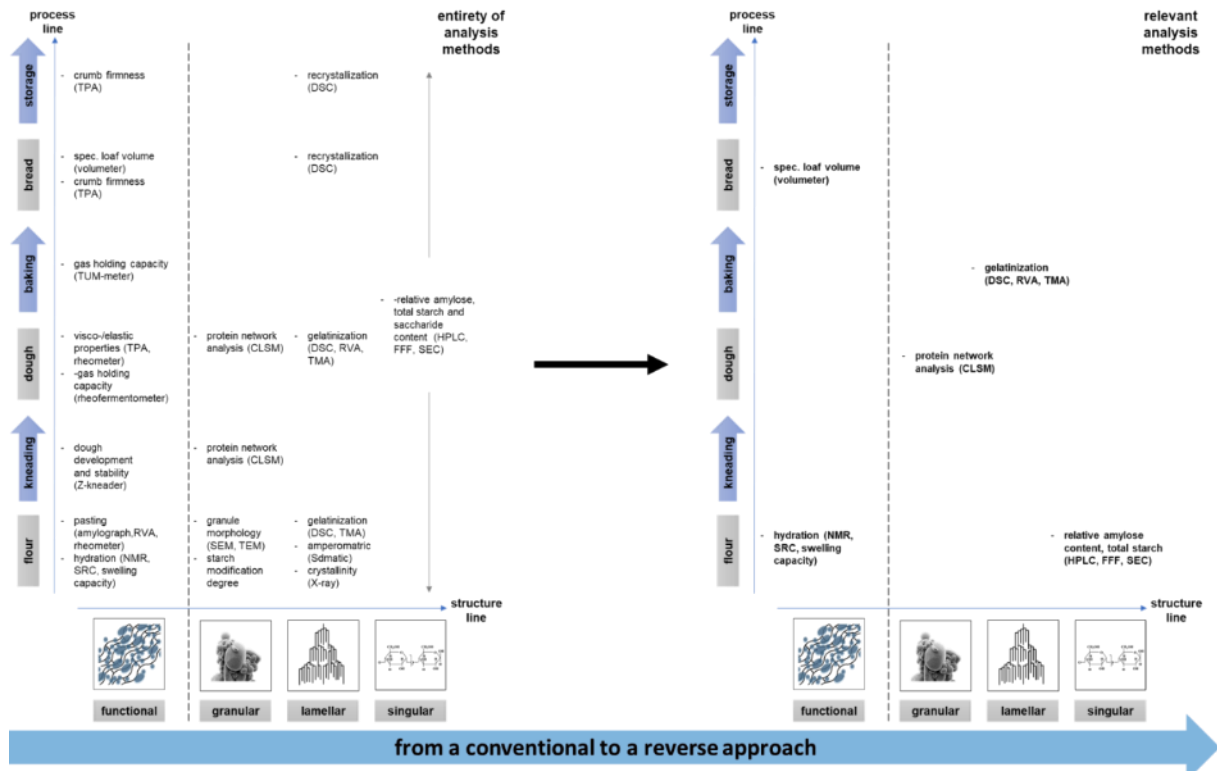 process
line
entirety of
analysis
methods
storage
- crumb firmness
(TPA)
- recrystallization
(DSC)
bread
- spec. loaf volume
(volumeter)
- crumb firmness
(TPA)
- recrystallization
(DSC)
baking
- gas holding capacity
(TUM-meter)
- -relative amylose,
total starch and
saccharide
content (HPLC,
FFF, SEC)
dough
- visco-/elastic
properties (TPA,
rheometer)
- -gas holding
capacity
(rheofermentometer)
- protein network
analysis (CLSM)
- gelatinization
(DSC, RVA,
TMA)
kneading
- dough
development
and stability
(Z-kneader)
- protein network
analysis (CLSM)
flour
- pasting
(amylograph,RVA,
rheometer)
- hydration (NMR,
SRC, swelling
capacity)
- granule
morphology
(SEM, TEM)
- starch
modification
degree
- gelatinization
(DSC, TMA)
- amperomatric
(Sdmatic)
- crystallinity
(X-ray)
structure
line
functional
granular
lamellar
singular
process
line
relevant
analysis
methods
storage
bread
- spec. loaf volume
(volumeter)
baking
- gelatinization
(DSC, RVA, TMA)
dough
- protein network
analysis (CLSM)
kneading
flour
- hydration (NMR,
SRC, swelling
capacity)
- relative amylose
content, total starch
(HPLC, FFF, SEC)
structure
line
functional
granular
lamellar
singular
from a conventional to a reverse approach